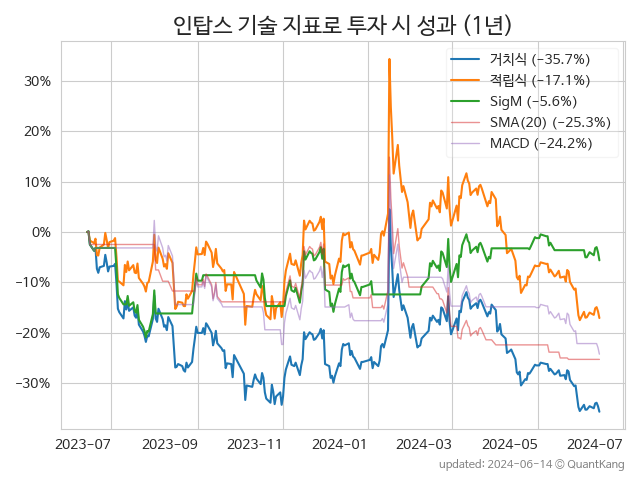 인탑스 기술 지표로 투자 시 성과 (1년)
거치식 (−35.7%)
적립식 (−17.1%)
SigM (−5.6%)
SMA(20) (−25.3%)
MACD (−24.2%)
30%
20%
10%
0%
−10%
−20%
−30%
2023-07 2023-09 2023-11 2024-01 2024-03 2024-05 2024-07
updated: 2024-06-14 © QuantKang